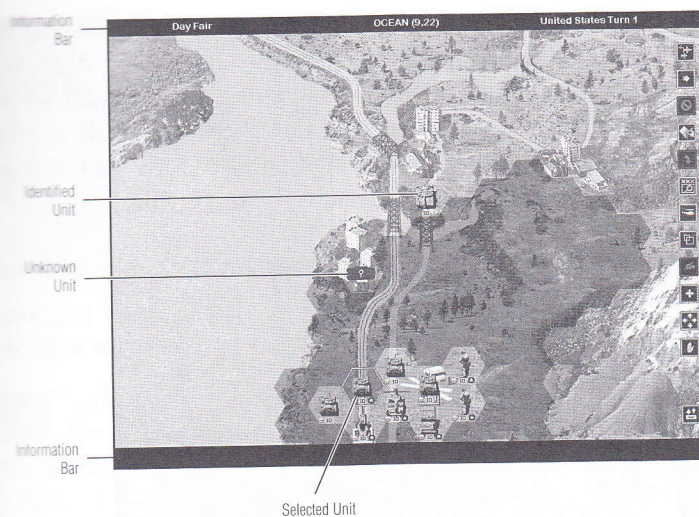 Information
Bar
Day Fair
OCEAN (9,22)
United States Turn 1
Identified
Unit
Unknown
Unit
?
Information
Bar
Selected Unit